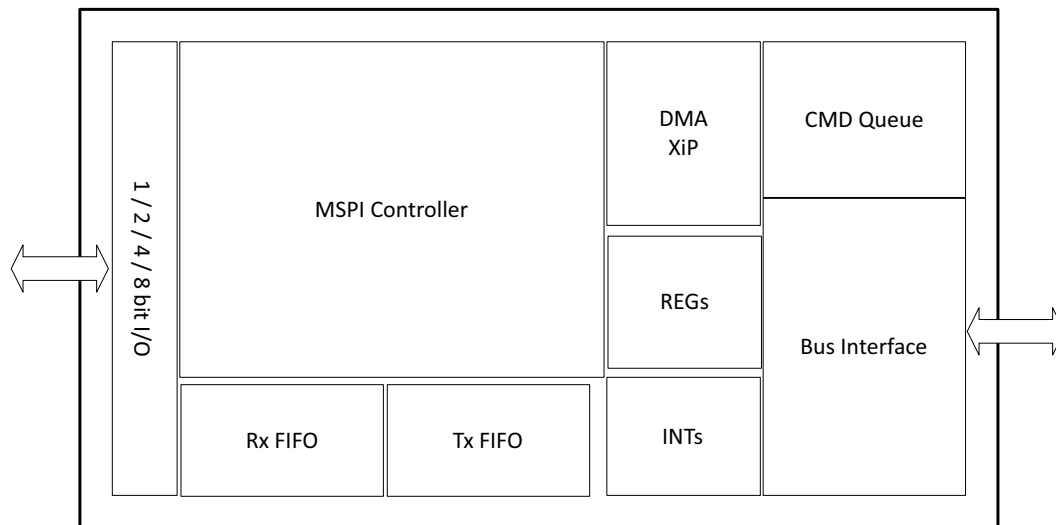 1 / 2 / 4 / 8 bit I/O
MSPI Controller
DMA
XiP
CMD Queue
REGs
Bus Interface
Rx FIFO
Tx FIFO
INTs